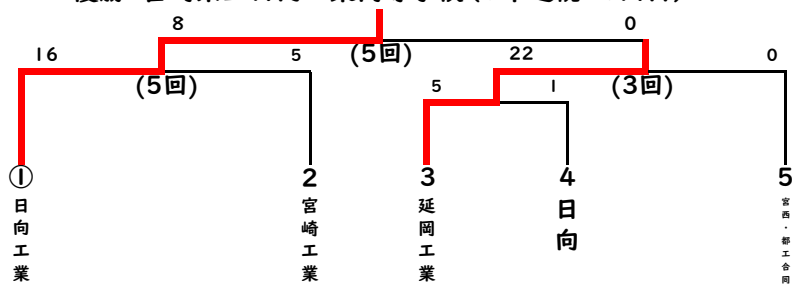 8 0
(5回)
16 5 22 0
(5回) (3回)
5 1
① 2 3 4 5
日向工業
宮崎工業
延岡工業
日向
宮西・都工合同